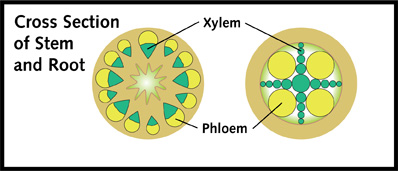 Cross Section
of Stem
and Root
Xylem
Phloem